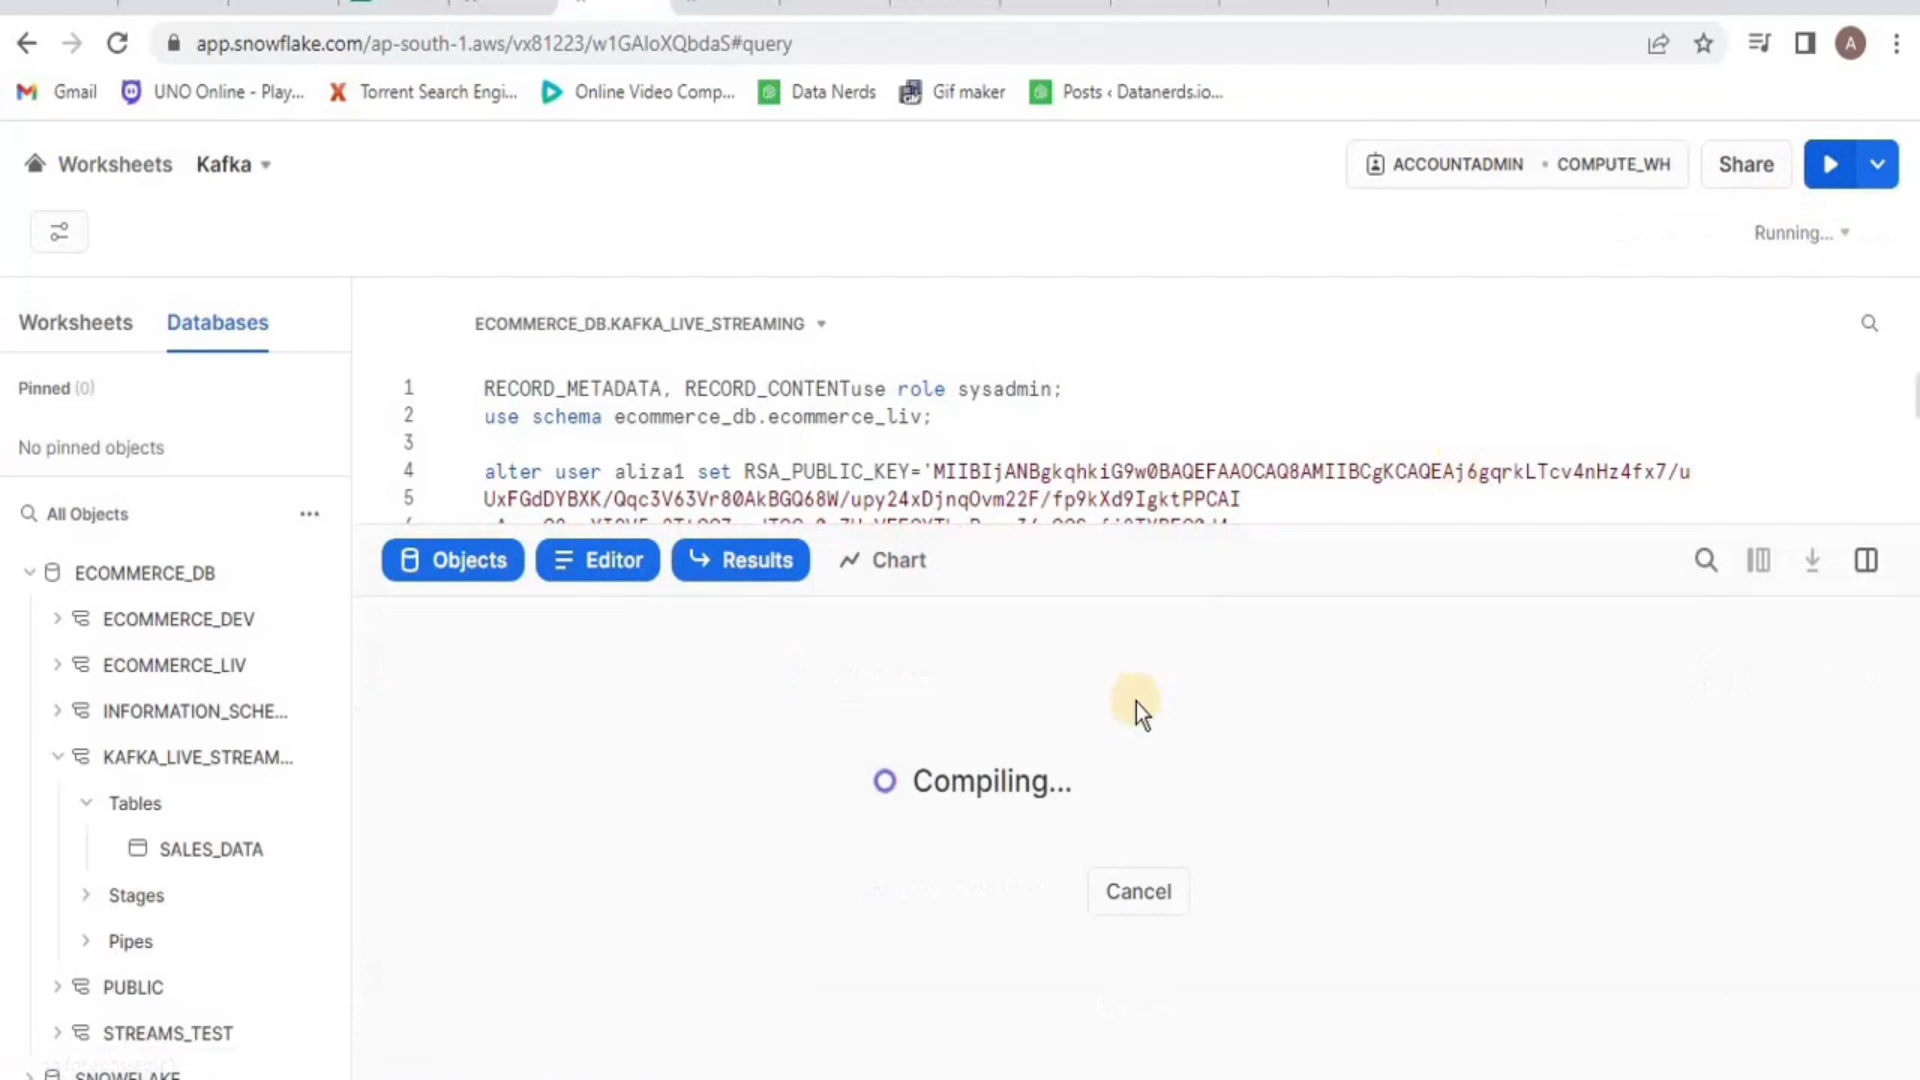 app.snowflake.com/ap-south-1.aws/vx81223/w1GAIoXQbdaS#query
A
Gmail
UNO Online - Play...
Torrent Search Engi...
Online Video Comp...
Data Nerds
Gif maker
Posts ‹ Datanerds.io...
Worksheets Kafka
ACCOUNTADMIN • COMPUTE_WH
Share
Running...
Worksheets Databases
Pinned (0)
No pinned objects
All Objects
ECOMMERCE_DB
ECOMMERCE_DEV
ECOMMERCE_LIV
INFORMATION_SCHE...
KAFKA_LIVE_STREAM...
Tables
SALES_DATA
Stages
Pipes
PUBLIC
STREAMS_TEST
SNOWFLAKE
ECOMMERCE_DB.KAFKA_LIVE_STREAMING
1 RECORD_METADATA, RECORD_CONTENTuse role sysadmin;
2 use schema ecommerce_db.ecommerce_liv;
3
4 alter user aliza1 set RSA_PUBLIC_KEY='MIIBIjANBgkqhkiG9w0BAQEFAAOCAQ8AMIIBCgKCAQEAj6gqrkLTcv4nHz4fx7/u
5 UxFGdDYBXK/Qqc3V63Vr80AkBGQ68W/upy24xDjnqOvm22F/fp9kXd9IgktPPCAI
Objects
Editor
Results
Chart
Compiling...
Cancel